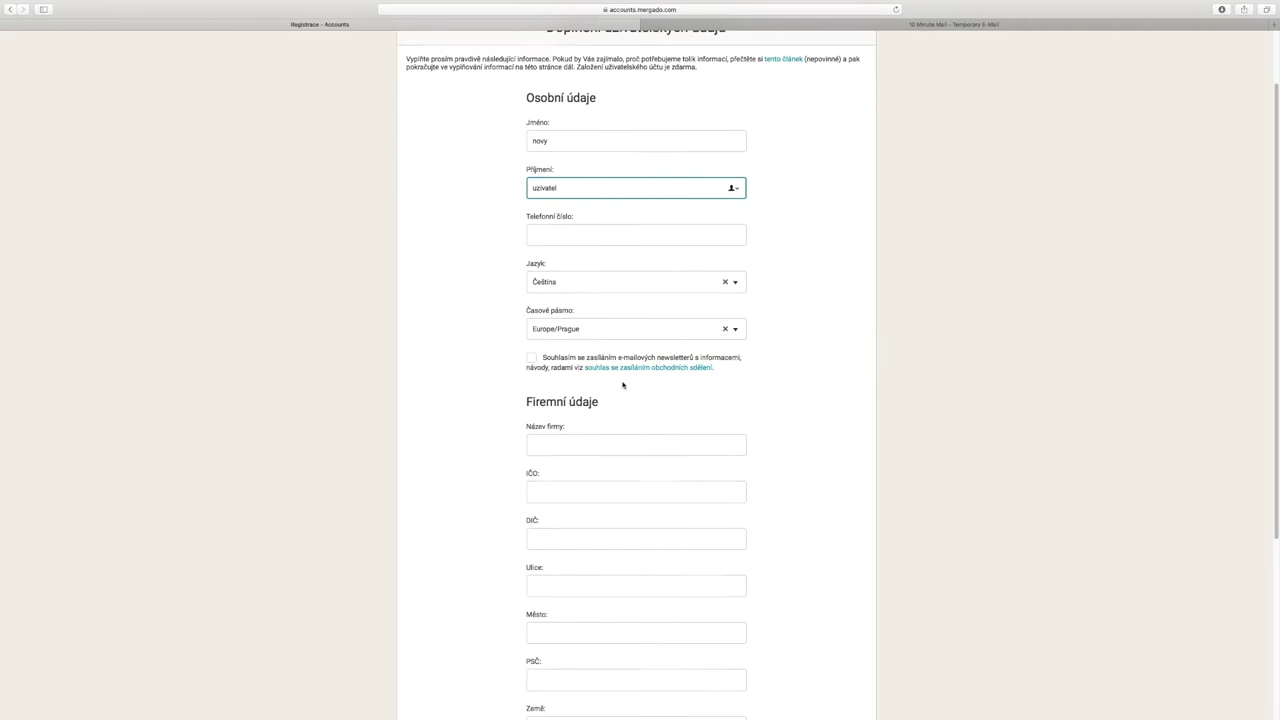 accounts.mergado.com
Registrace - Accounts
10 Minute Mail - Temporary E-Mail
Doplnění uživatelských údajů
Vyplňte prosím pravdivě následující informace. Pokud by Vás zajímalo, proč potřebujeme tolik informací, přečtěte si tento článek (nepovinné) a pak
pokračujte ve vyplňování informací na této stránce dál. Založení uživatelského účtu je zdarma.
Osobní údaje
Jméno:
novy
Příjmení:
uzivatel
Telefonní číslo:
Jazyk:
Čeština
Časové pásmo:
Europe/Prague
Souhlasím se zasíláním e-mailových newsletterů s informacemi,
návody, radami viz souhlas se zasíláním obchodních sdělení.
Firemní údaje
Název firmy:
IČO:
DIČ:
Ulice:
Město:
PSČ:
Země: